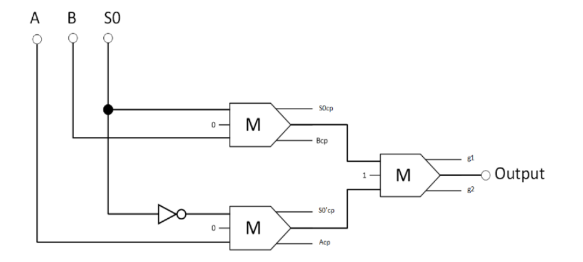 A B S0
S0cp
0 M
Bcp
g1
1 M Output
g2
S0'cp
0 M
Acp